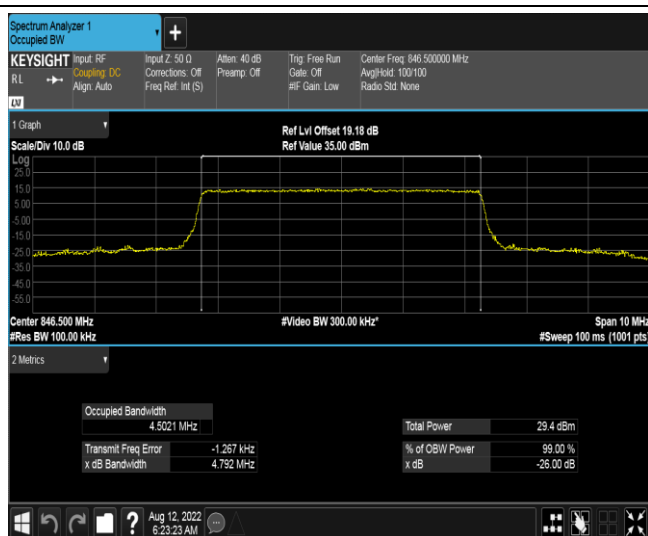 Spectrum Analyzer 1
Occupied BW
+
KEYSIGHT
RL
LXI
Input: RF
Coupling: DC
Align: Auto
Input Z: 50 Ω
Corrections: Off
Freq Ref: Int (S)
Atten: 40 dB
Preamp: Off
Trig: Free Run
Gate: Off
#IF Gain: Low
Center Freq: 846.500000 MHz
Avg|Hold: 100/100
Radio Std: None
1 Graph
Scale/Div 10.0 dB
Ref Lvl Offset 19.18 dB
Ref Value 35.00 dBm
Log
25.0
15.0
5.00
-5.00
-15.0
-25.0
-35.0
-45.0
-55.0
Center 846.500 MHz
#Res BW 100.00 kHz
#Video BW 300.00 kHz*
Span 10 MHz
#Sweep 100 ms (1001 pts)
2 Metrics
Occupied Bandwidth
4.5021 MHz
Transmit Freq Error -1.267 kHz
x dB Bandwidth 4.792 MHz
Total Power 29.4 dBm
% of OBW Power 99.00 %
x dB -26.00 dB
?
Aug 12, 2022
6:23:23 AM